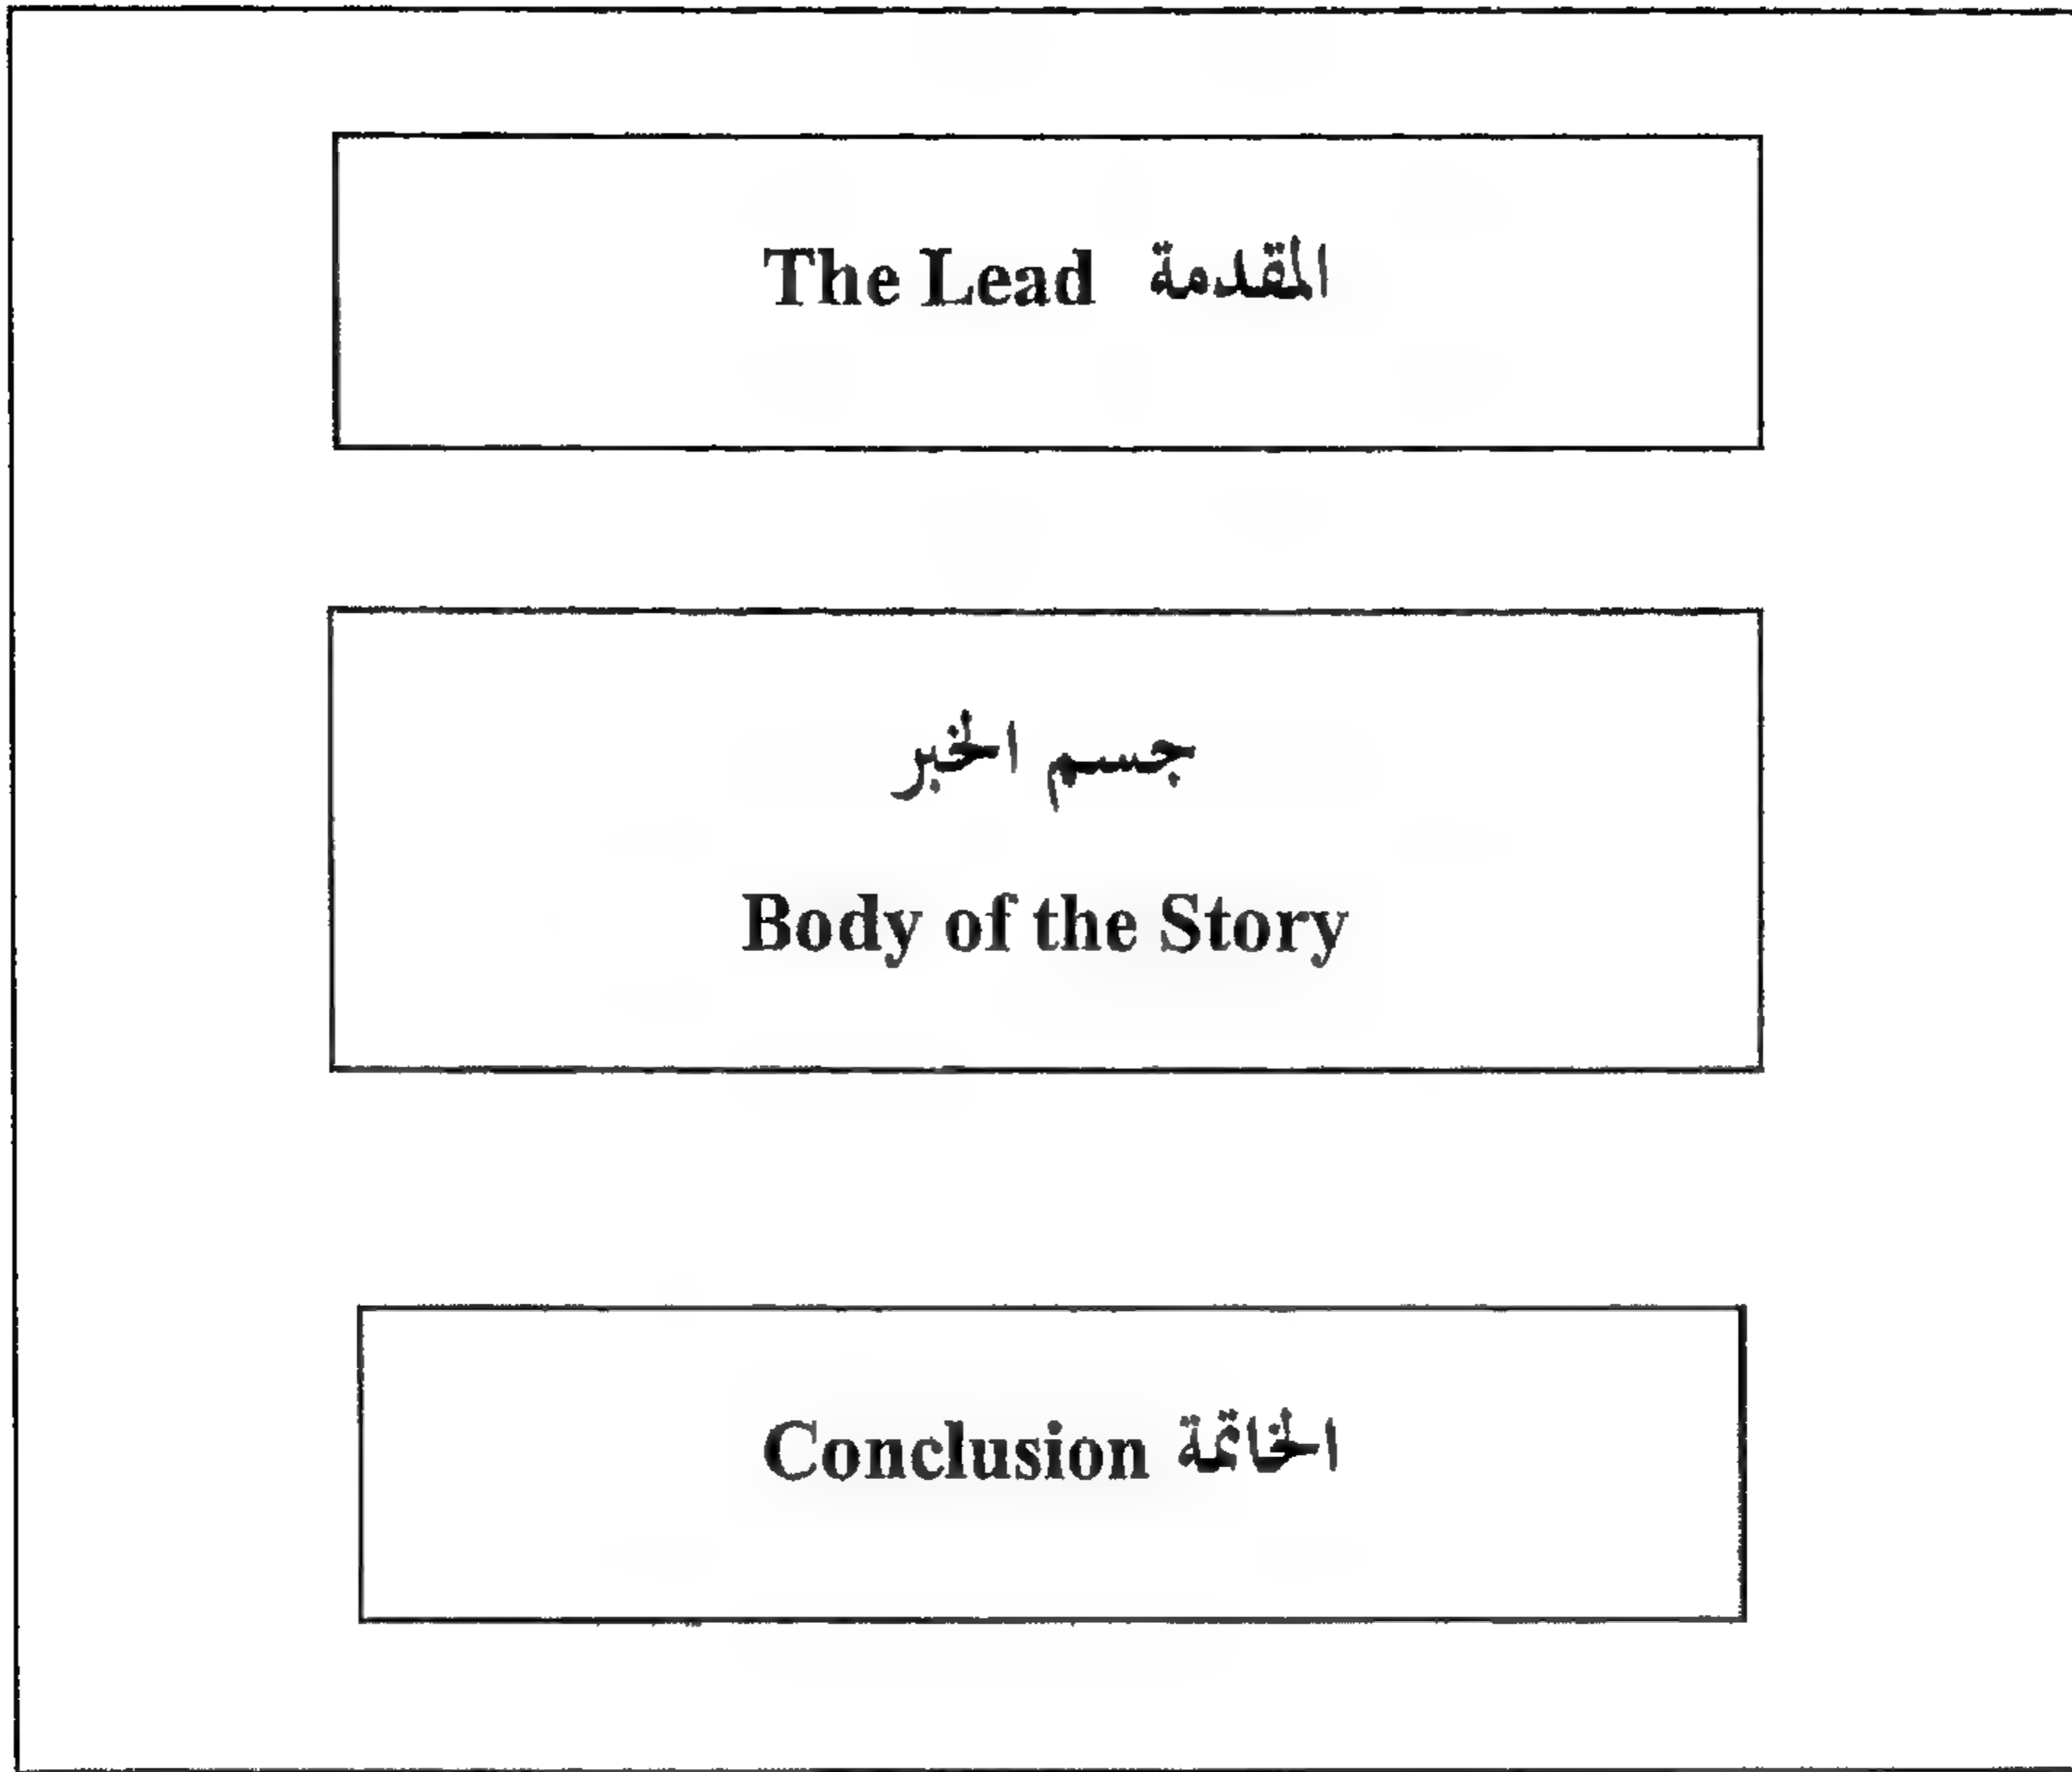 The Lead المقدمة
جسم الخبر
Body of the Story
Conclusion الخاتمة